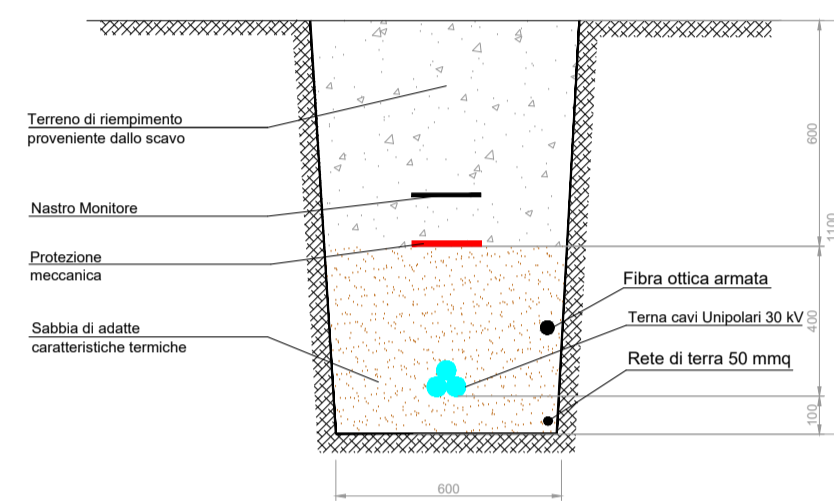 Terreno di riempimento
proveniente dallo scavo
Nastro Monitore
Protezione
meccanica
Sabbia di adatte
caratteristiche termiche
Fibra ottica armata
Terna cavi Unipolari 30 kV
Rete di terra 50 mmq
600
1100
400
100
600